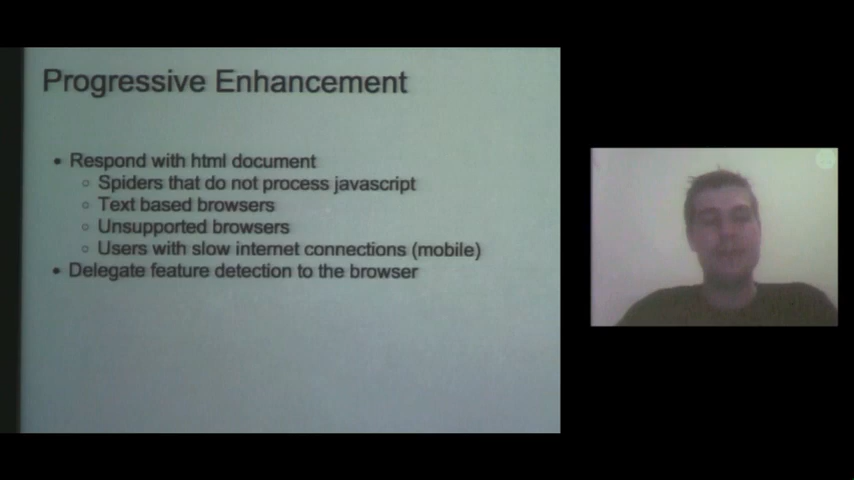 Progressive Enhancement
• Respond with html document
○ Spiders that do not process javascript
○ Text based browsers
○ Unsupported browsers
○ Users with slow internet connections (mobile)
• Delegate feature detection to the browser